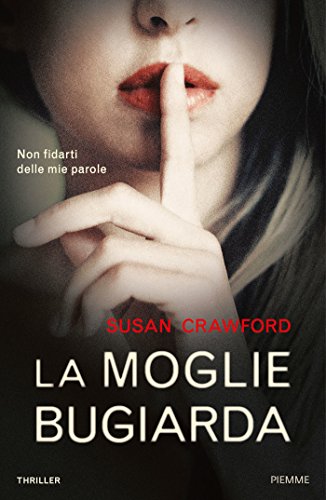 Non fidarti
delle mie parole
SUSAN CRAWFORD
LA MOGLIE
BUGIARDA
THRILLER
PIEMME